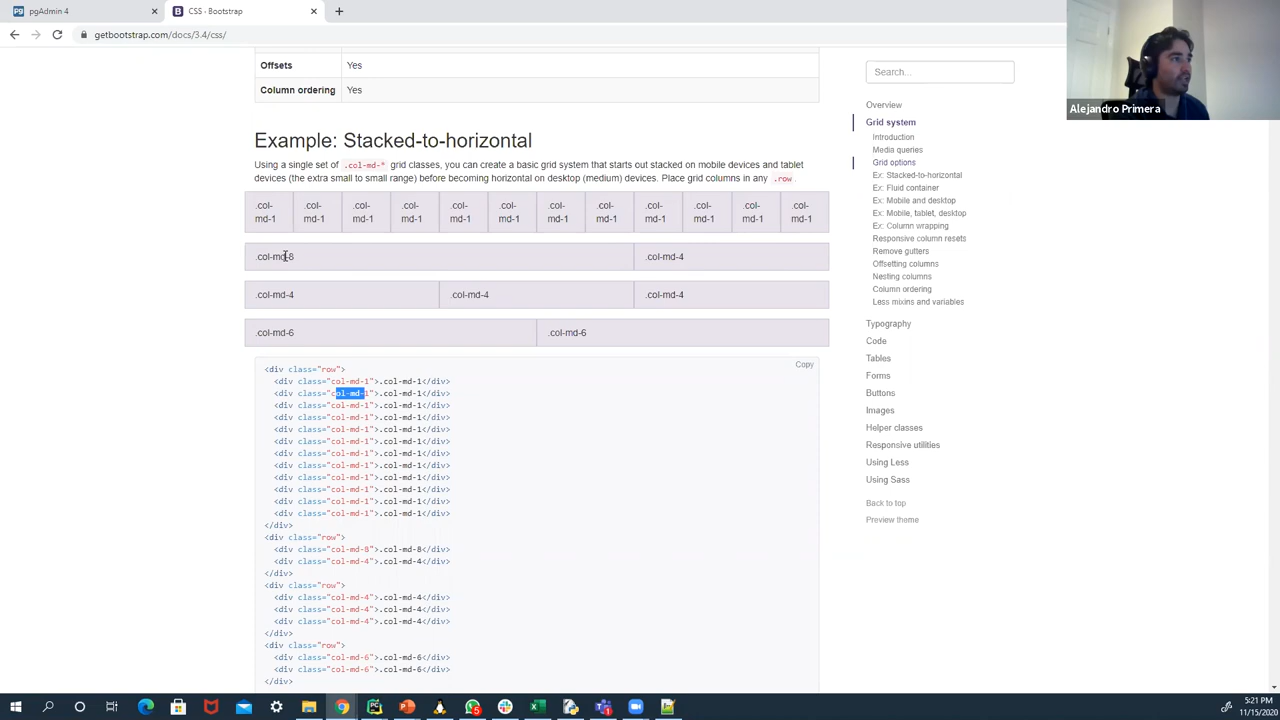 pgAdmin 4
CSS · Bootstrap
getbootstrap.com/docs/3.4/css/
Alejandro Primera
Offsets Yes
Column ordering Yes
Example: Stacked-to-horizontal
Using a single set of .col-md-* grid classes, you can create a basic grid system that starts out stacked on mobile devices and tablet
devices (the extra small to small range) before becoming horizontal on desktop (medium) devices. Place grid columns in any .row.
.col-md-1 .col-md-1 .col-md-1 .col-md-1 .col-md-1 .col-md-1 .col-md-1 .col-md-1 .col-md-1 .col-md-1 .col-md-1 .col-md-1
.col-md-8 .col-md-4
.col-md-4 .col-md-4 .col-md-4
.col-md-6 .col-md-6
Copy
<div class="row">
<div class="col-md-1">.col-md-1</div>
<div class="col-md-1">.col-md-1</div>
<div class="col-md-1">.col-md-1</div>
<div class="col-md-1">.col-md-1</div>
<div class="col-md-1">.col-md-1</div>
<div class="col-md-1">.col-md-1</div>
<div class="col-md-1">.col-md-1</div>
<div class="col-md-1">.col-md-1</div>
<div class="col-md-1">.col-md-1</div>
<div class="col-md-1">.col-md-1</div>
<div class="col-md-1">.col-md-1</div>
<div class="col-md-1">.col-md-1</div>
</div>
<div class="row">
<div class="col-md-8">.col-md-8</div>
<div class="col-md-4">.col-md-4</div>
</div>
<div class="row">
<div class="col-md-4">.col-md-4</div>
<div class="col-md-4">.col-md-4</div>
<div class="col-md-4">.col-md-4</div>
</div>
<div class="row">
<div class="col-md-6">.col-md-6</div>
<div class="col-md-6">.col-md-6</div>
</div>
Search...
Overview
Grid system
Introduction
Media queries
Grid options
Ex: Stacked-to-horizontal
Ex: Fluid container
Ex: Mobile and desktop
Ex: Mobile, tablet, desktop
Ex: Column wrapping
Responsive column resets
Remove gutters
Offsetting columns
Nesting columns
Column ordering
Less mixins and variables
Typography
Code
Tables
Forms
Buttons
Images
Helper classes
Responsive utilities
Using Less
Using Sass
Back to top
Preview theme
5:21 PM
11/15/2020